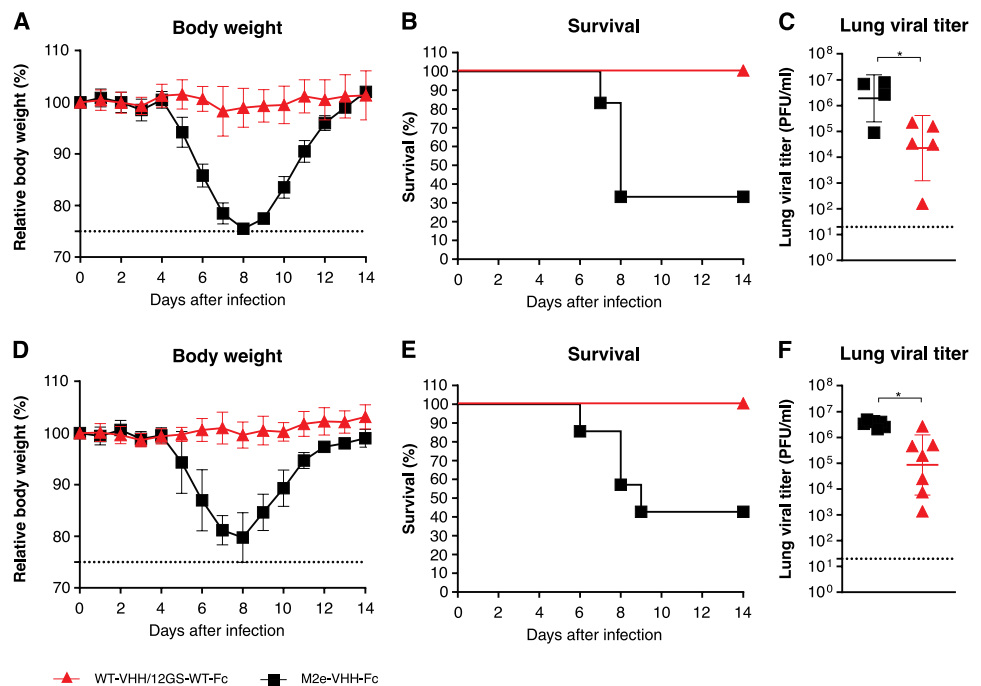 A
Body weight
Relative body weight (%)
110
100
90
80
70
0 2 4 6 8 10 12 14
Days after infection
B
Survival
Survival (%)
110
100
90
80
70
60
50
40
30
20
10
0
0 2 4 6 8 10 12 14
Days after infection
C
Lung viral titer
Lung viral titer (PFU/ml)
*
10⁸
10⁷
10⁶
10⁵
10⁴
10³
10²
10¹
10⁰
D
Body weight
Relative body weight (%)
110
100
90
80
70
0 2 4 6 8 10 12 14
Days after infection
E
Survival
Survival (%)
110
100
90
80
70
60
50
40
30
20
10
0
0 2 4 6 8 10 12 14
Days after infection
F
Lung viral titer
Lung viral titer (PFU/ml)
*
10⁸
10⁷
10⁶
10⁵
10⁴
10³
10²
10¹
10⁰
WT-VHH/12GS-WT-Fc M2e-VHH-Fc